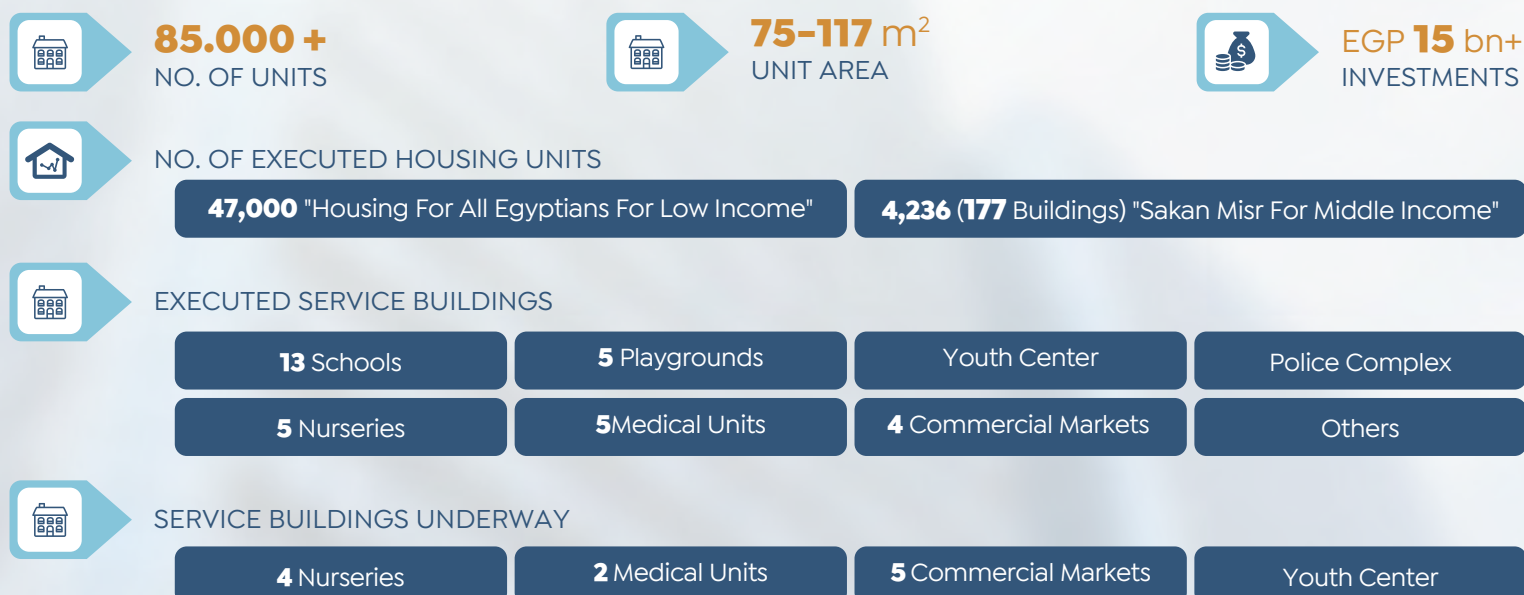 85.000 +
NO. OF UNITS
75-117 m²
UNIT AREA
EGP 15 bn+
INVESTMENTS
NO. OF EXECUTED HOUSING UNITS
47,000 "Housing For All Egyptians For Low Income"
4,236 (177 Buildings) "Sakan Misr For Middle Income"
EXECUTED SERVICE BUILDINGS
13 Schools
5 Playgrounds
Youth Center
Police Complex
5 Nurseries
5Medical Units
4 Commercial Markets
Others
SERVICE BUILDINGS UNDERWAY
4 Nurseries
2 Medical Units
5 Commercial Markets
Youth Center